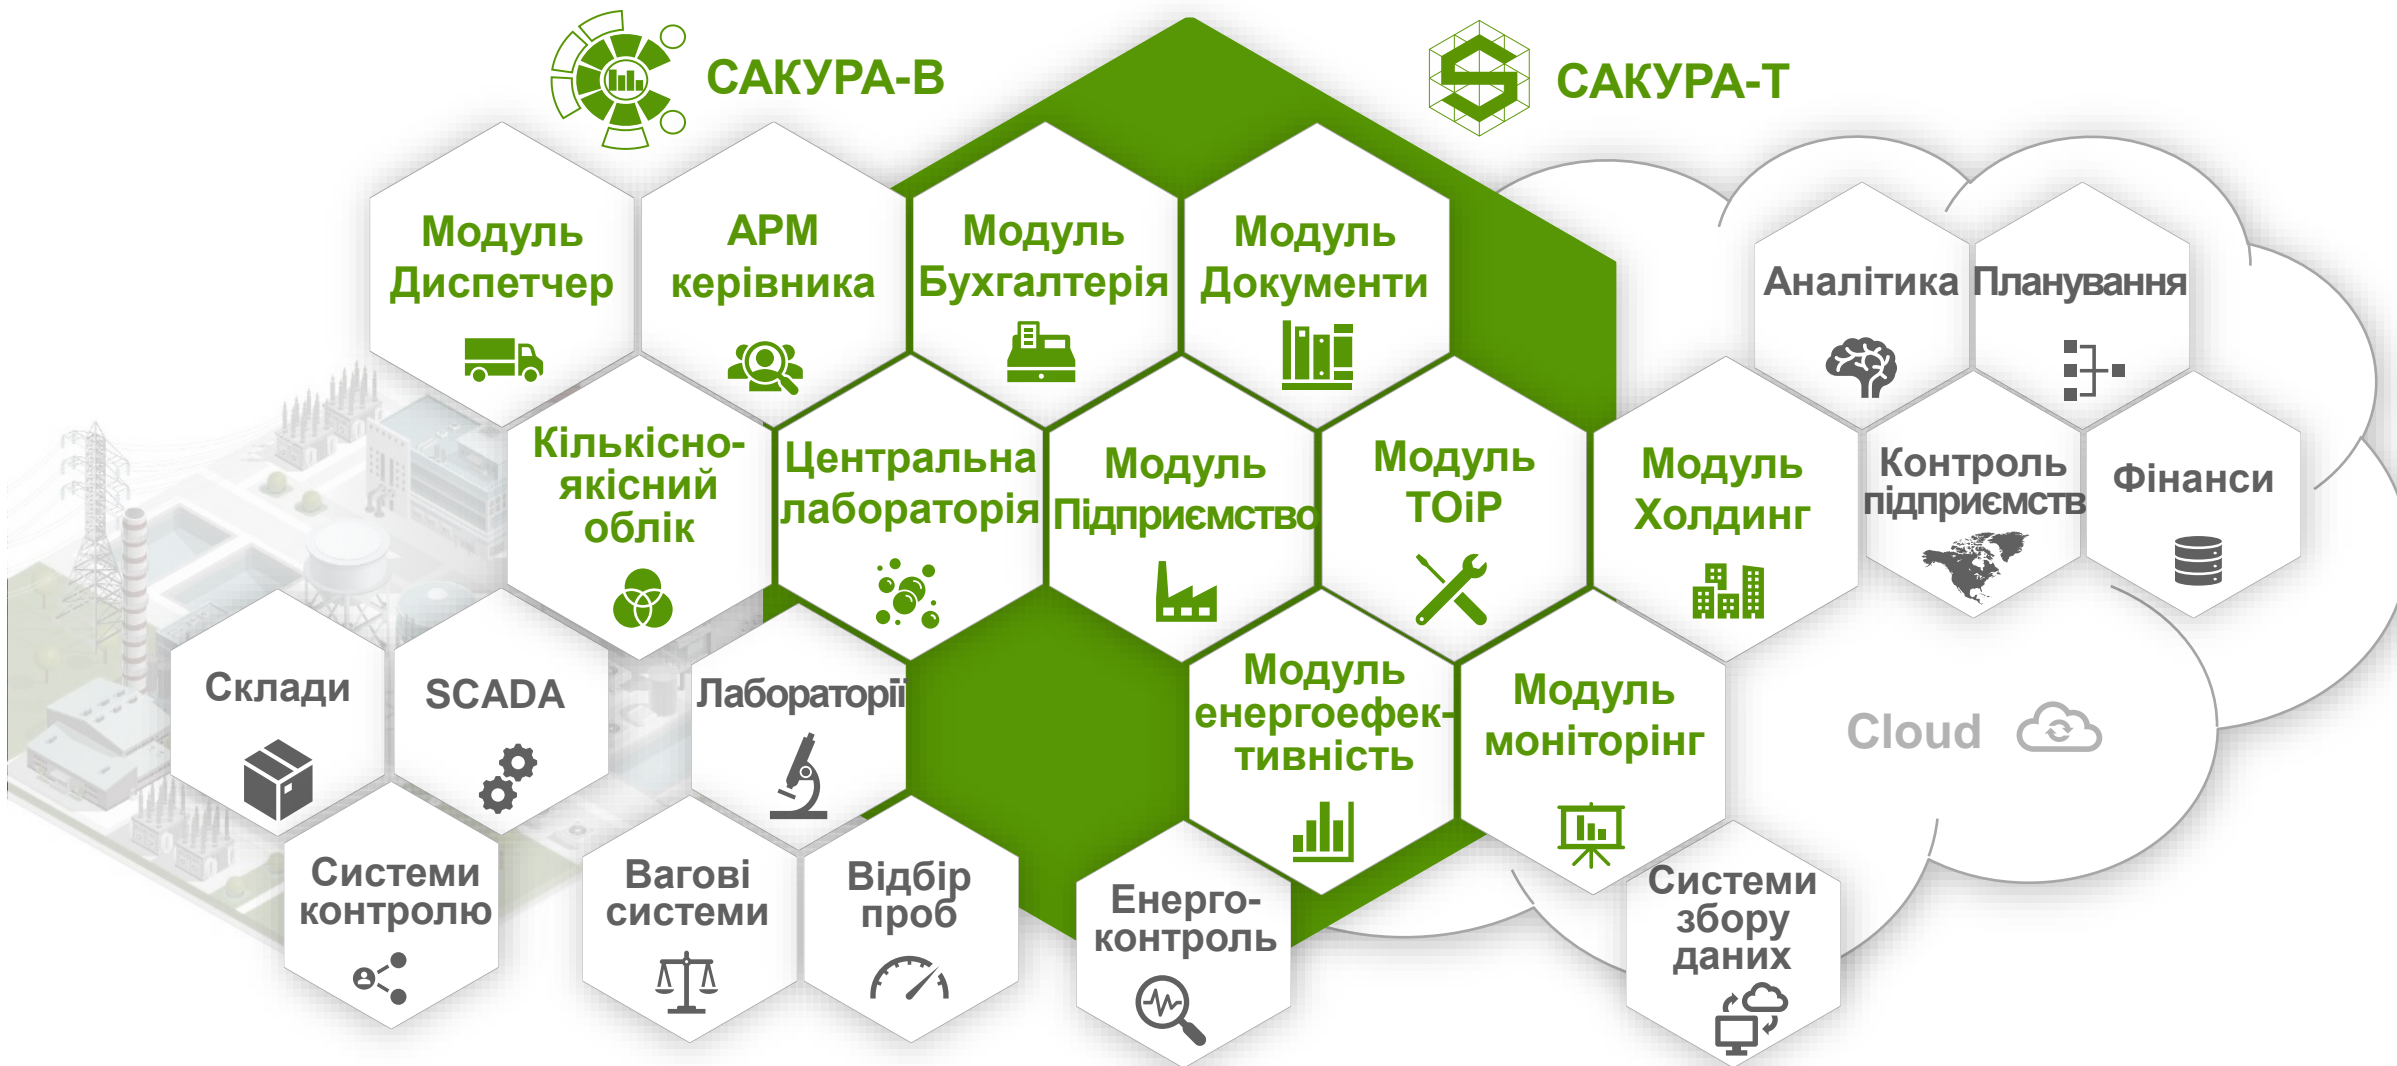 САКУРА-В
САКУРА-Т
Модуль
Диспетчер
АРМ
керівника
Модуль
Бухгалтерія
Модуль
Документи
Аналітика
Планування
Кількісно-
якісний
облік
Центральна
лабораторія
Модуль
Підприємство
Модуль
ТОіР
Модуль
Холдинг
Контроль
підприємств
Фінанси
Склади
SCADA
Лабораторії
Модуль
енергоефек-
тивність
Модуль
моніторінг
Cloud
Системи
контролю
Вагові
системи
Відбір
проб
Енерго-
контроль
Системи
збору
даних